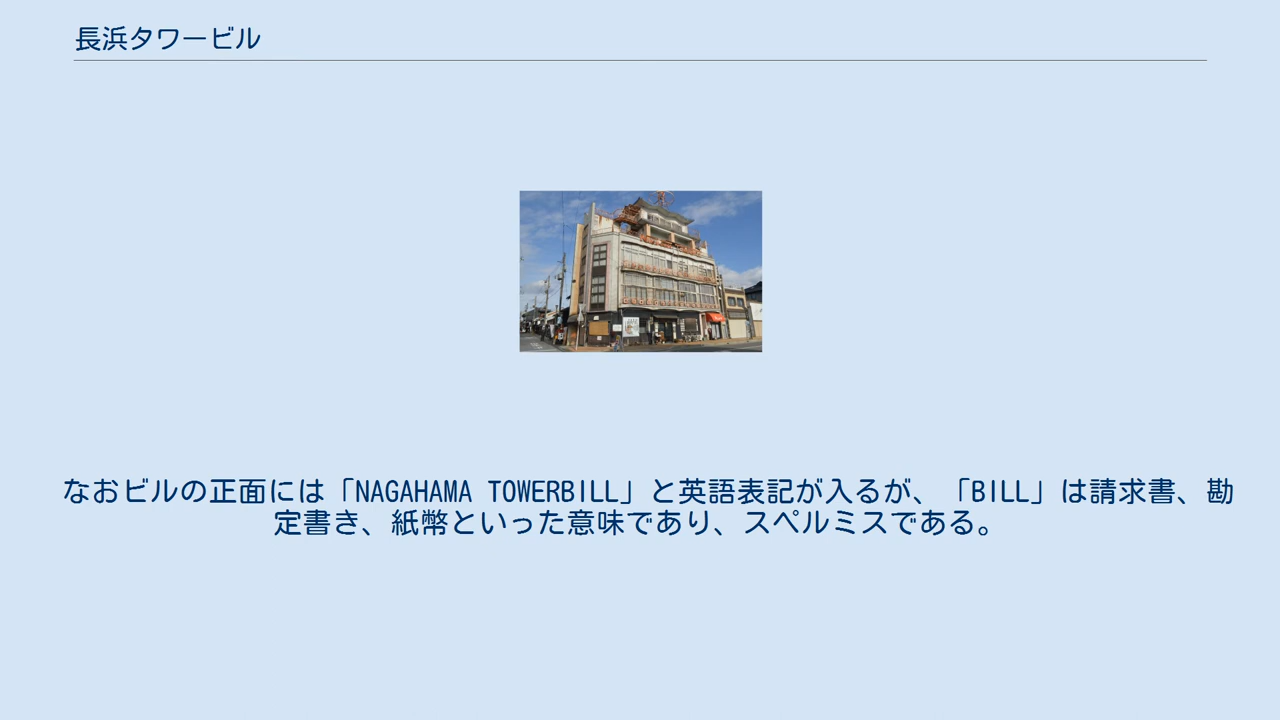 長浜タワービル
なおビルの正面には「NAGAHAMA TOWERBILL」と英語表記が入るが、「BILL」は請求書、勘
定書き、紙幣といった意味であり、スペルミスである。